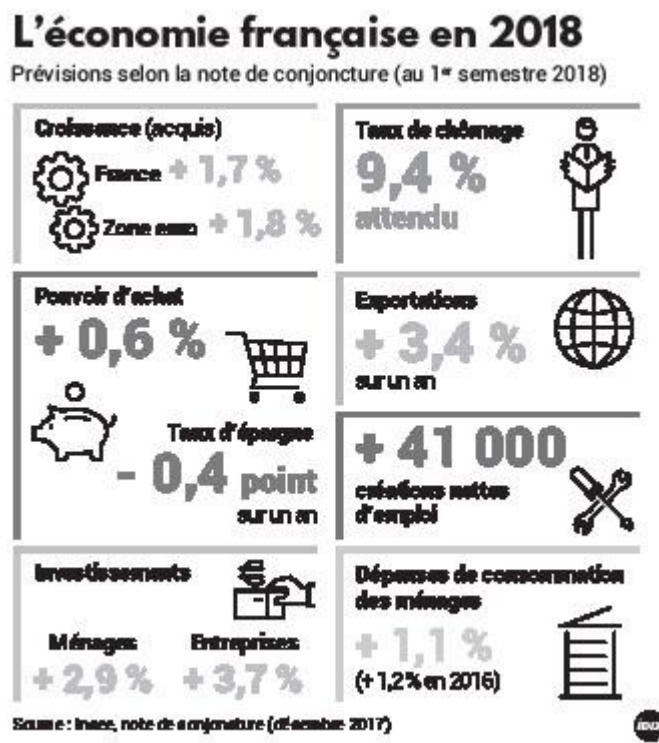 L'économie française en 2018
Prévisions selon la note de conjoncture (au 1er semestre 2018)
Croissance (acquis)
France + 1,7 %
Zone euro + 1,8 %
Taux de chômage
9,4 %
attendu
Pouvoir d'achat
+ 0,6 %
Taux d'épargne
- 0,4 point
sur un an
Exportations
+ 3,4 %
sur un an
+ 41 000
créations nettes
d'emploi
Investissements
Ménages
+ 2,9 %
Entreprises
+ 3,7 %
Dépenses de consommation
des ménages
+ 1,1 %
(+ 1,2 % en 2016)
Source : Insee, note de conjoncture (décembre 2017)